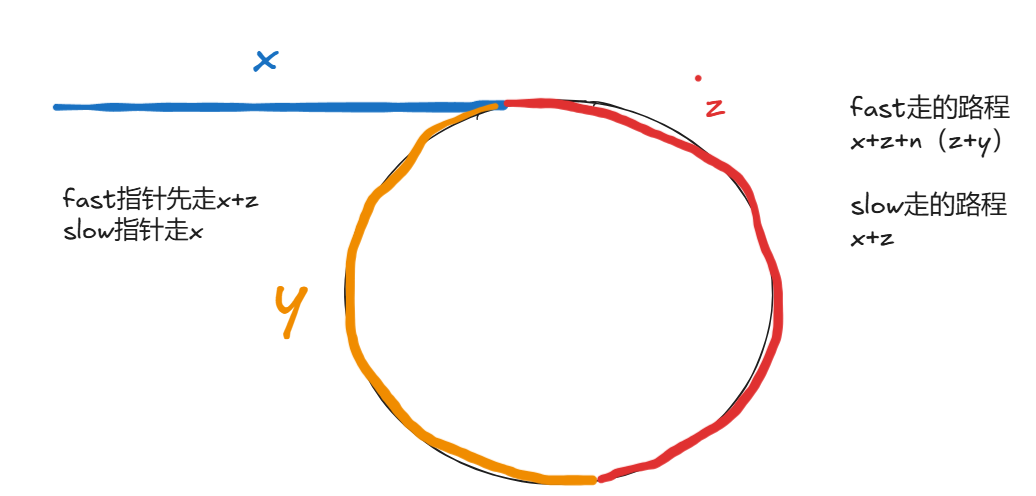 x
z
fast走的路程
x+z+n（z+y）
fast指针先走x+z
slow指针走x
slow走的路程
x+z
y